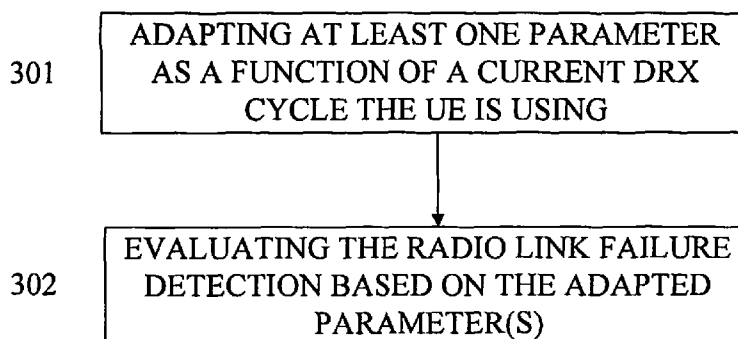 301
ADAPTING AT LEAST ONE PARAMETER
AS A FUNCTION OF A CURRENT DRX
CYCLE THE UE IS USING
302
EVALUATING THE RADIO LINK FAILURE
DETECTION BASED ON THE ADAPTED
PARAMETER(S)